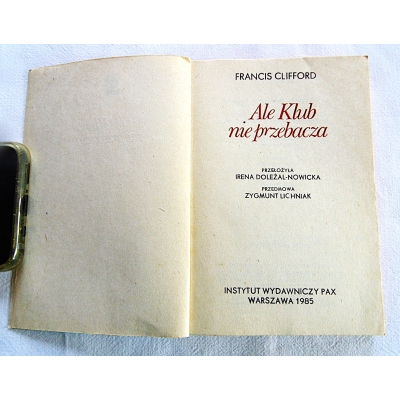 FRANCIS CLIFFORD
Ale Klub
nie przebacza
PRZEŁOŻYŁA
IRENA DOLEŻAL-NOWICKA
PRZEDMOWA
ZYGMUNT LICHNIAK
INSTYTUT WYDAWNICZY PAX
WARSZAWA 1985